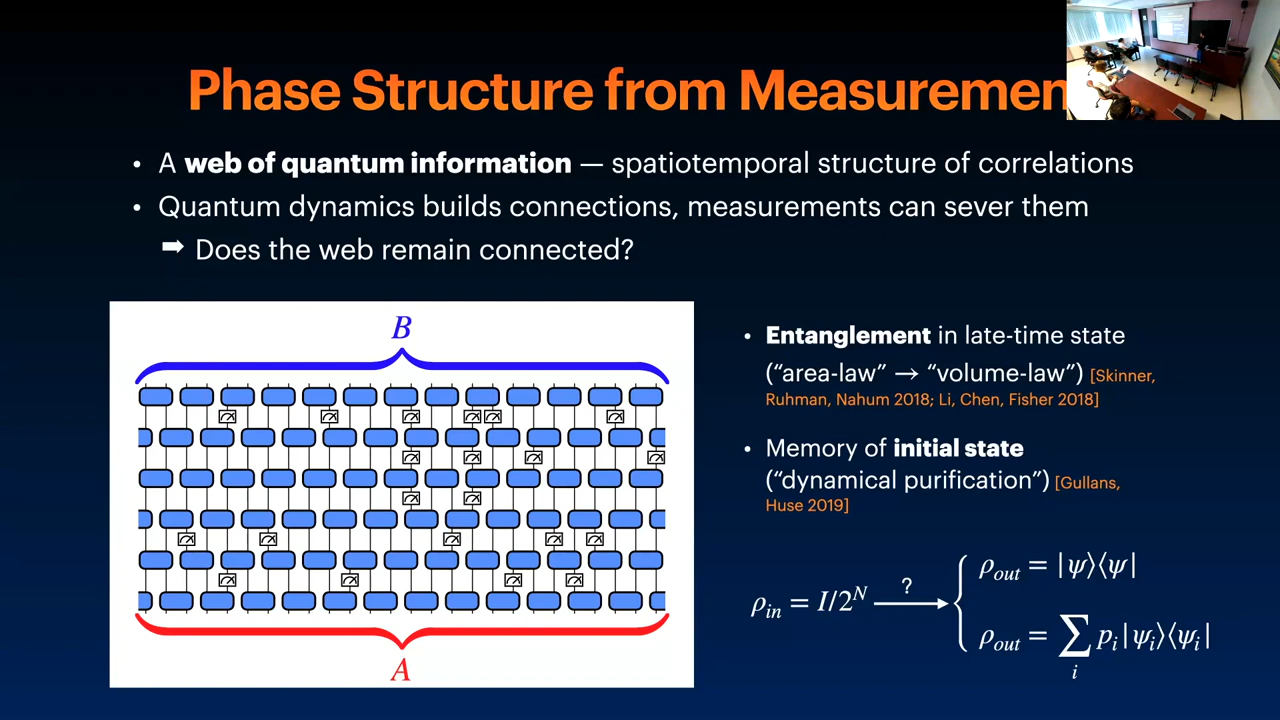 Phase Structure from Measuremen
• A web of quantum information — spatiotemporal structure of correlations
• Quantum dynamics builds connections, measurements can sever them
➡ Does the web remain connected?
B
A
• Entanglement in late-time state
(“area-law” → “volume-law”) [Skinner,
Ruhman, Nahum 2018; Li, Chen, Fisher 2018]
• Memory of initial state
(“dynamical purification”) [Gullans,
Huse 2019]
ρ_in = I/2^N ? → { ρ_out = |ψ⟩⟨ψ|
ρ_out = ∑_i p_i|ψ_i⟩⟨ψ_i|